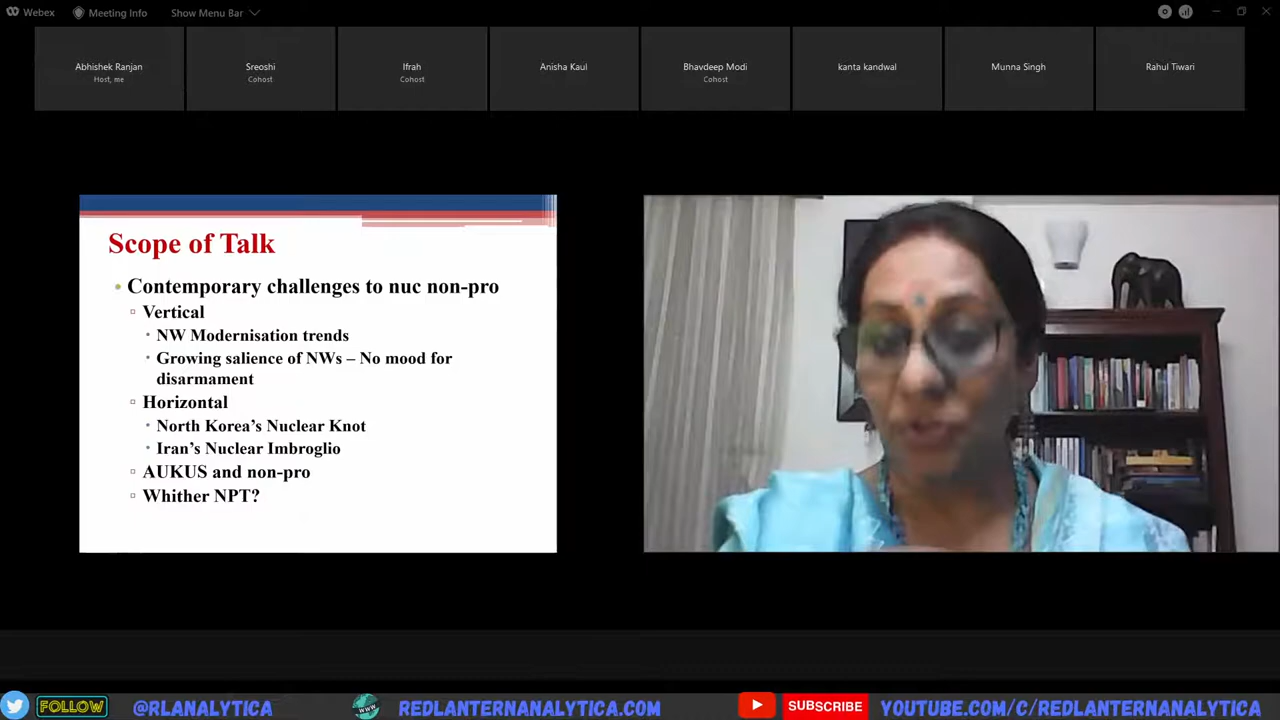 Webex
Meeting Info
Show Menu Bar
Abhishek Ranjan
Host, me
Sreoshi
Cohost
Ifrah
Cohost
Anisha Kaul
Bhavdeep Modi
Cohost
kanta kandwal
Munna Singh
Rahul Tiwari
Scope of Talk
Contemporary challenges to nuc non-pro
Vertical
NW Modernisation trends
Growing salience of NWs – No mood for
disarmament
Horizontal
North Korea's Nuclear Knot
Iran's Nuclear Imbroglio
AUKUS and non-pro
Whither NPT?
FOLLOW @RLANALYTICA
WWW REDLANTERNANALYTICA.COM
SUBSCRIBE YOUTUBE.COM/C/REDLANTERNANALYTICA